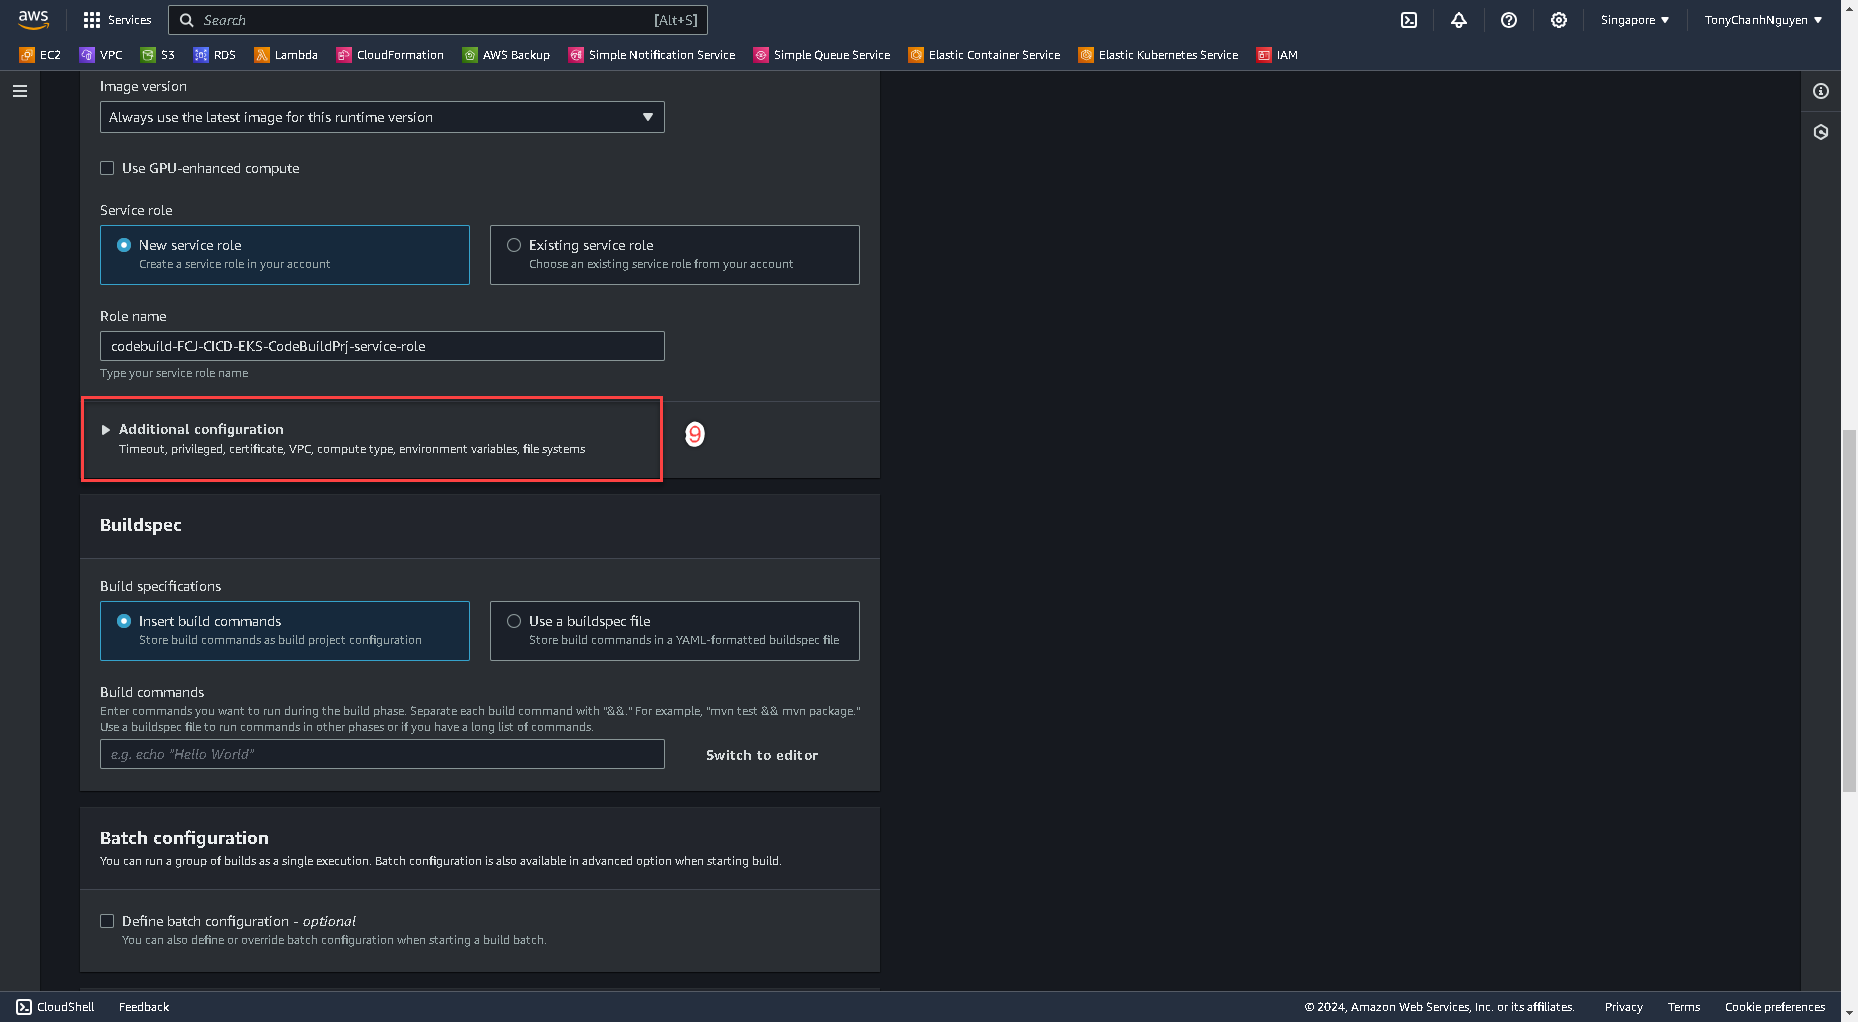 aws
Services
Search
[Alt+S]
Singapore
TonyChanhNguyen
EC2
VPC
S3
RDS
Lambda
CloudFormation
AWS Backup
Simple Notification Service
Simple Queue Service
Elastic Container Service
Elastic Kubernetes Service
IAM
Image version
Always use the latest image for this runtime version
Use GPU-enhanced compute
Service role
New service role
Create a service role in your account
Existing service role
Choose an existing service role from your account
Role name
codebuild-FCJ-CICD-EKS-CodeBuildPrj-service-role
Type your service role name
Additional configuration
Timeout, privileged, certificate, VPC, compute type, environment variables, file systems
9
Buildspec
Build specifications
Insert build commands
Store build commands as build project configuration
Use a buildspec file
Store build commands in a YAML-formatted buildspec file
Build commands
Enter commands you want to run during the build phase. Separate each build command with "&&." For example, "mvn test && mvn package."
Use a buildspec file to run commands in other phases or if you have a long list of commands.
e.g. echo "Hello World"
Switch to editor
Batch configuration
You can run a group of builds as a single execution. Batch configuration is also available in advanced option when starting build.
Define batch configuration - optional
You can also define or override batch configuration when starting a build batch.
CloudShell
Feedback
© 2024, Amazon Web Services, Inc. or its affiliates.
Privacy
Terms
Cookie preferences